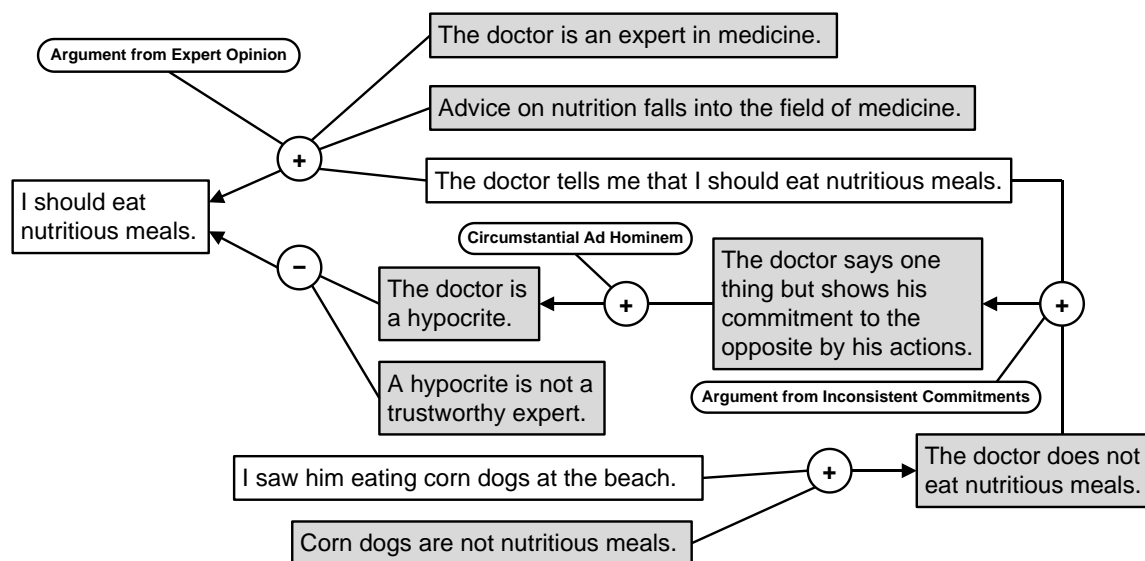 The doctor is an expert in medicine.
Argument from Expert Opinion
Advice on nutrition falls into the field of medicine.
+
The doctor tells me that I should eat nutritious meals.
I should eat
nutritious meals.
Circumstantial Ad Hominem
−
The doctor is
a hypocrite.
+
The doctor says one
thing but shows his
commitment to the
opposite by his actions.
+
A hypocrite is not a
trustworthy expert.
Argument from Inconsistent Commitments
I saw him eating corn dogs at the beach.
+
The doctor does not
eat nutritious meals.
Corn dogs are not nutritious meals.